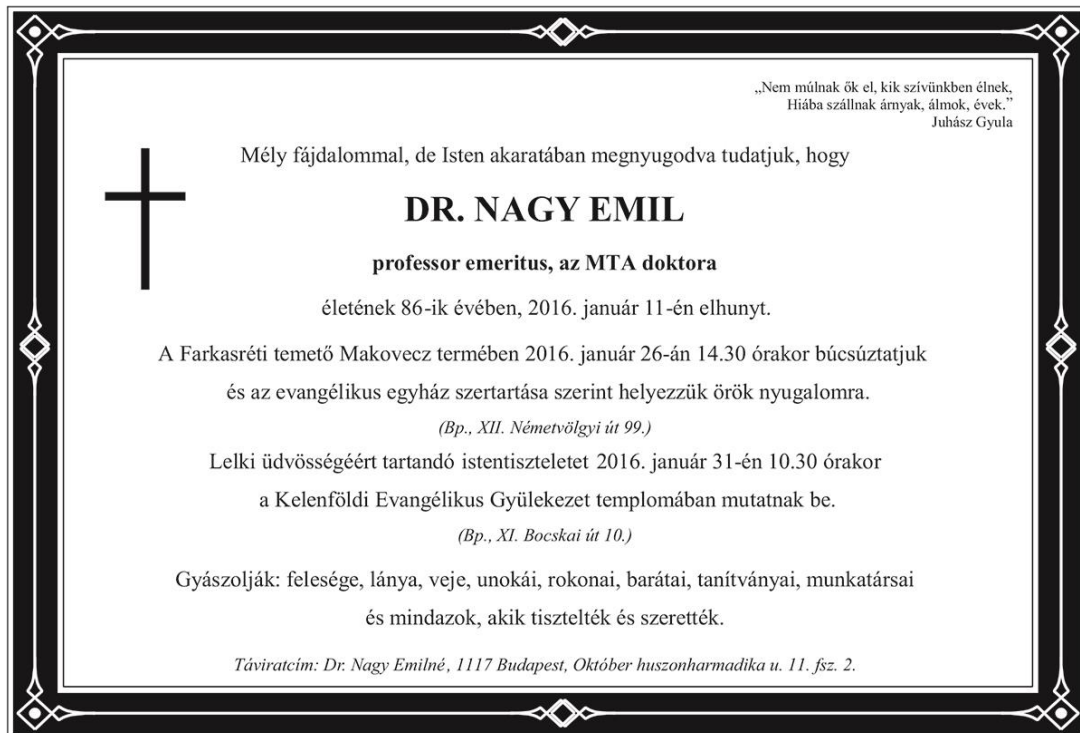 „Nem múlnak ők el, kik szívünkben élnek,
Hiába szállnak árnyak, álmok, évek.”
Juhász Gyula
Mély fájdalommal, de Isten akaratában megnyugodva tudatjuk, hogy
DR. NAGY EMIL
professor emeritus, az MTA doktora
életének 86-ik évében, 2016. január 11-én elhunyt.
A Farkasréti temető Makovecz termében 2016. január 26-án 14.30 órakor búcsúztatjuk
és az evangélikus egyház szertartása szerint helyezzük örök nyugalomra.
(Bp., XII. Németvölgyi út 99.)
Lelki üdvösségéért tartandó istentiszteletet 2016. január 31-én 10.30 órakor
a Kelenföldi Evangélikus Gyülekezet templomában mutatnak be.
(Bp., XI. Bocskai út 10.)
Gyászolják: felesége, lánya, veje, unokái, rokonai, barátai, tanítványai, munkatársai
és mindazok, akik tisztelték és szerették.
Táviratcím: Dr. Nagy Emilné, 1117 Budapest, Október huszonharmadika u. 11. fsz. 2.